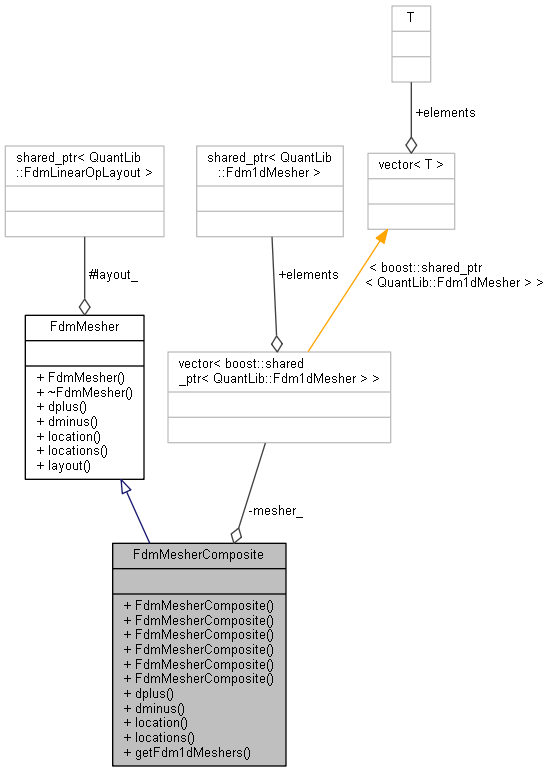 T
+elements
shared_ptr< QuantLib
::FdmLinearOpLayout >
shared_ptr< QuantLib
::Fdm1dMesher >
vector< T >
#layout_
+elements
< boost::shared_ptr
< QuantLib::Fdm1dMesher > >
FdmMesher
+ FdmMesher()
+ ~FdmMesher()
+ dplus()
+ dminus()
+ location()
+ locations()
+ layout()
vector< boost::shared
_ptr< QuantLib::Fdm1dMesher > >
-mesher_
FdmMesherComposite
+ FdmMesherComposite()
+ FdmMesherComposite()
+ FdmMesherComposite()
+ FdmMesherComposite()
+ FdmMesherComposite()
+ FdmMesherComposite()
+ dplus()
+ dminus()
+ location()
+ locations()
+ getFdm1dMeshers()